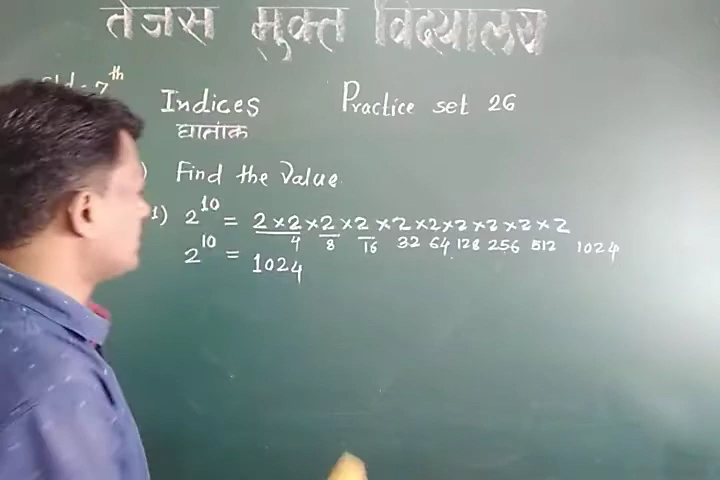 तेजस मुक्त विद्यालय
Std - 7th
Indices Practice set 26
घातांक
) Find the Value.
1) 2^10 = 2 × 2 × 2 × 2 × 2 × 2 × 2 × 2 × 2 × 2
4 8 16 32 64 128 256 512 1024
2^10 = 1024